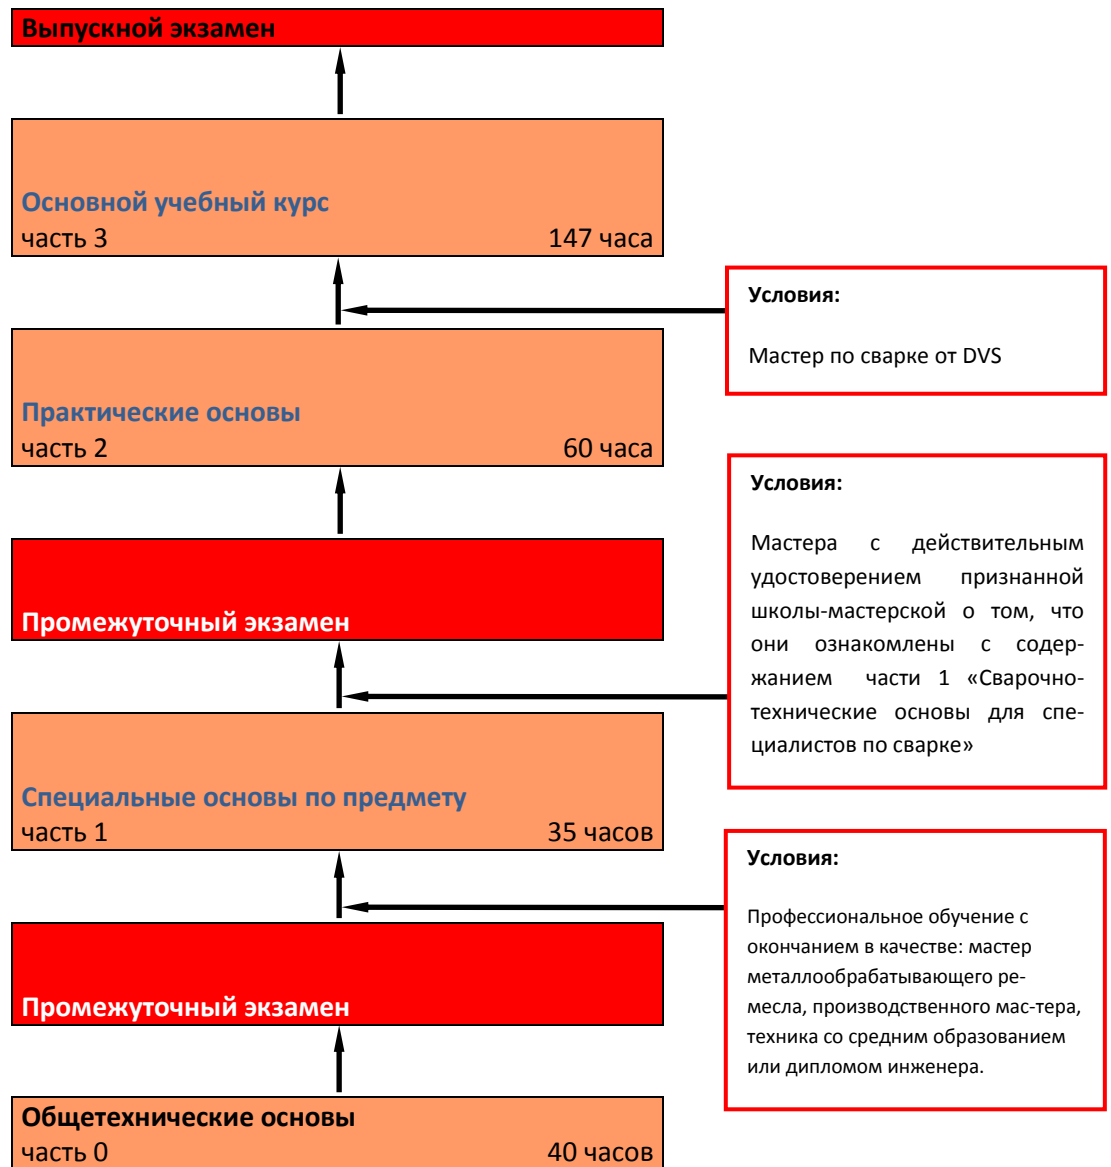 Выпускной экзамен
Основной учебный курс
часть 3 147 часа
Условия:
Мастер по сварке от DVS
Практические основы
часть 2 60 часа
Условия:
Мастера с действительным
удостоверением признанной
школы-мастерской о том, что
они ознакомлены с содер-
жанием части 1 «Сварочно-
технические основы для спе-
циалистов по сварке»
Промежуточный экзамен
Специальные основы по предмету
часть 1 35 часов
Условия:
Профессиональное обучение с
окончанием в качестве: мастер
металлообрабатывающего ре-
месла, производственного мас-тера,
техника со средним образованием
или дипломом инженера.
Промежуточный экзамен
Общетехнические основы
часть 0 40 часов